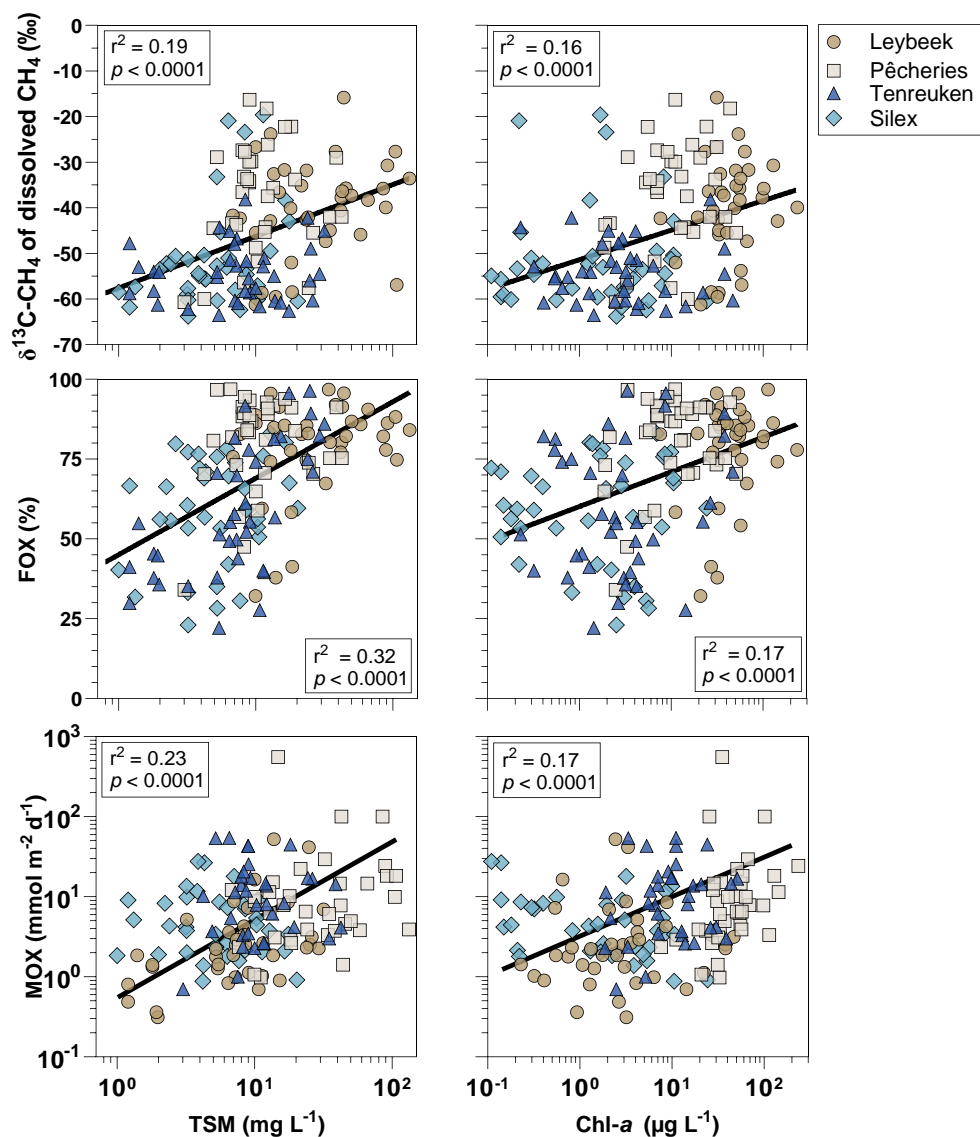 δ¹³C-CH₄ of dissolved CH₄ (‰)
0
-10
-20
-30
-40
-50
-60
-70
r² = 0.19
p < 0.0001
r² = 0.16
p < 0.0001
Leybeek
Pêcheries
Tenreuken
Silex
FOX (%)
100
75
50
25
0
r² = 0.32
p < 0.0001
r² = 0.17
p < 0.0001
MOX (mmol m⁻² d⁻¹)
10³
10²
10¹
10⁰
10⁻¹
r² = 0.23
p < 0.0001
r² = 0.17
p < 0.0001
10⁰ 10¹ 10²
10⁻¹ 10⁰ 10¹ 10²
TSM (mg L⁻¹)
Chl-a (µg L⁻¹)